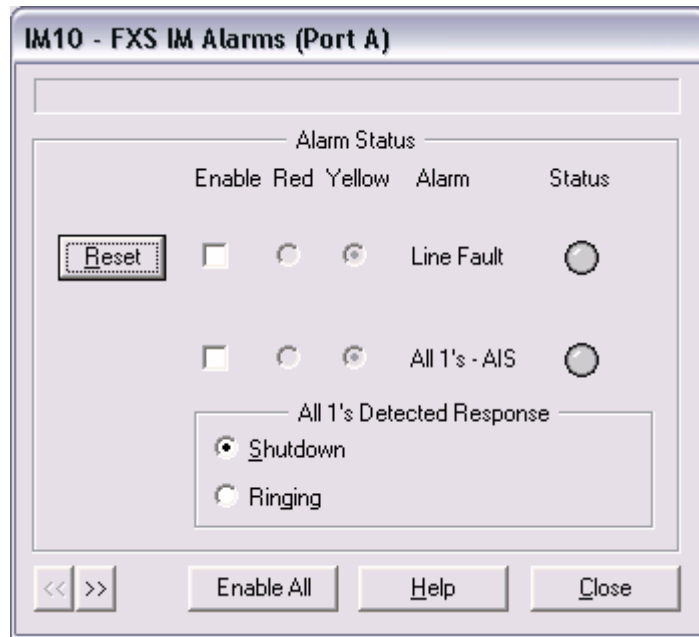 IM10 - FXS IM Alarms (Port A)
Alarm Status
Enable Red Yellow Alarm Status
Reset Line Fault
All 1's - AIS
All 1's Detected Response
Shutdown
Ringing
<< >> Enable All Help Close